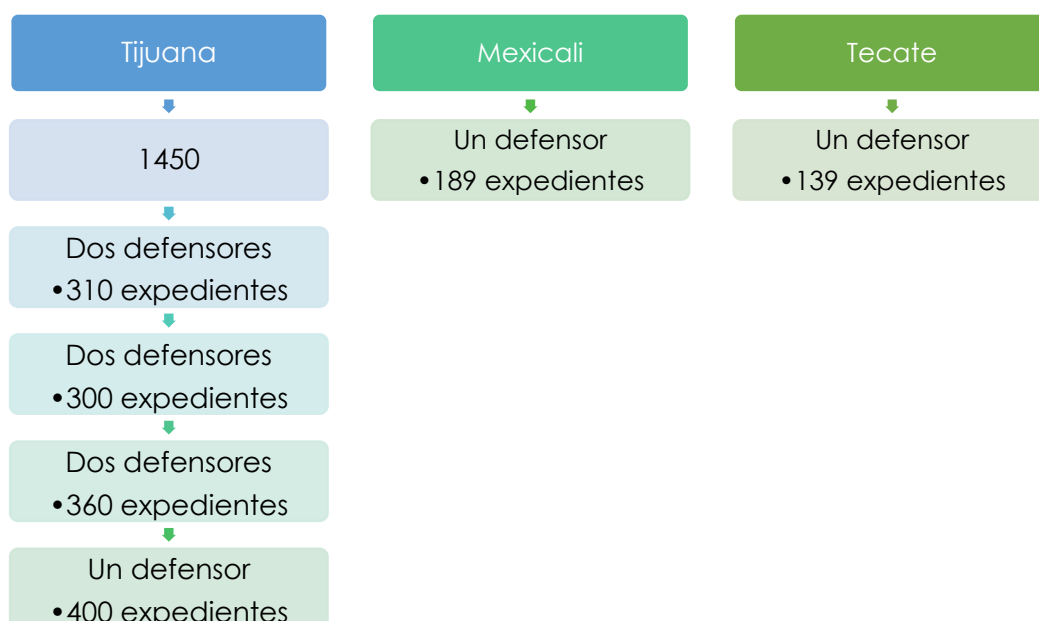 Tijuana
1450
Dos defensores
•310 expedientes
Dos defensores
•300 expedientes
Dos defensores
•360 expedientes
Un defensor
•400 expedientes
Mexicali
Un defensor
•189 expedientes
Tecate
Un defensor
•139 expedientes